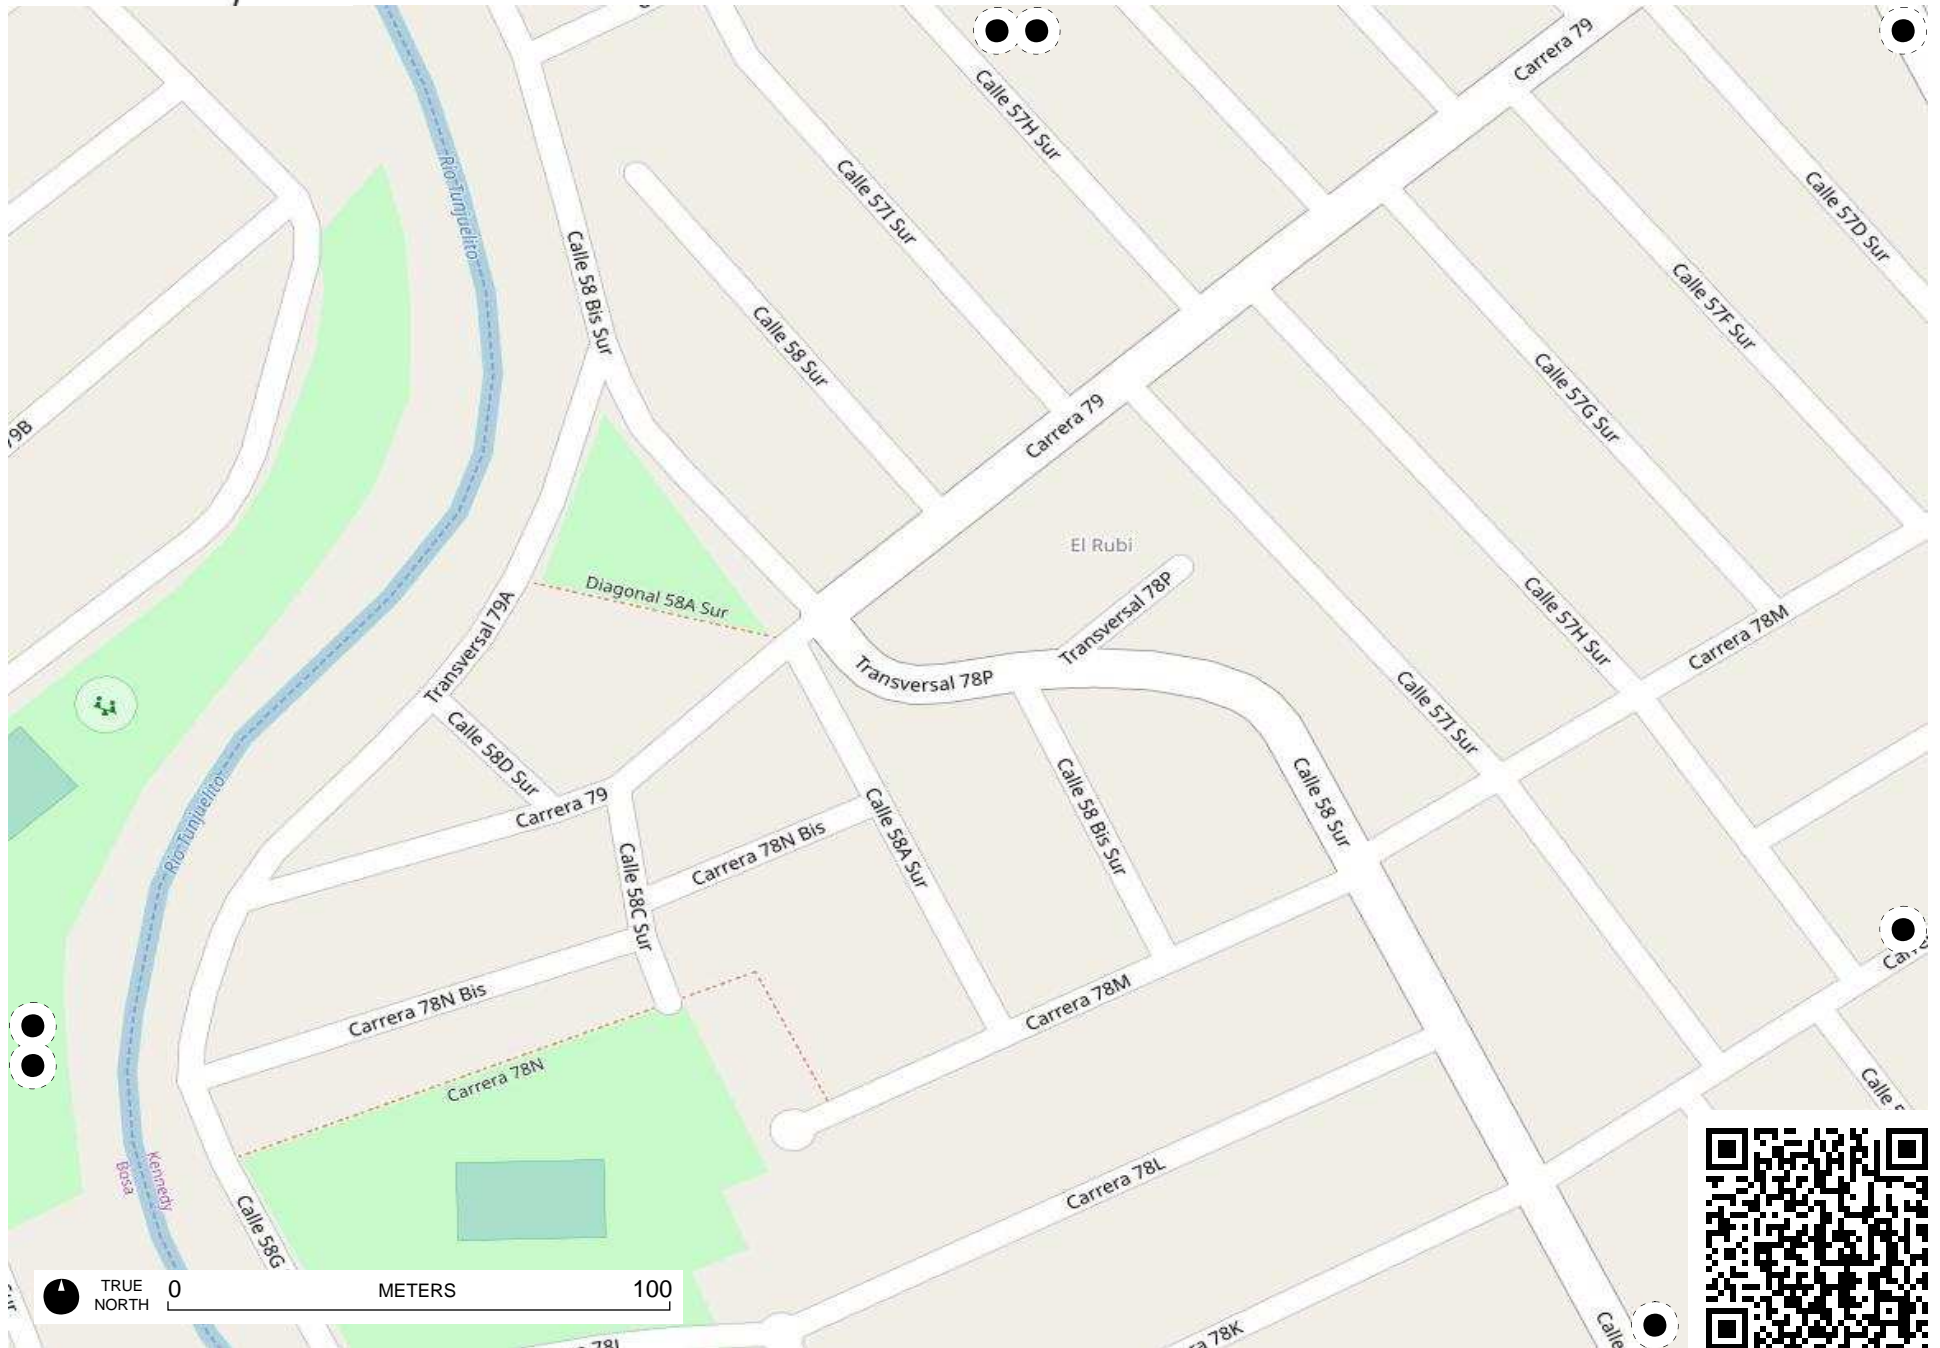 Carrera 79
Calle 57H Sur
Calle 57I Sur
Calle 57D Sur
Río Tunjuelito
Calle 58 Bis Sur
Calle 58 Sur
Calle 57F Sur
Calle 57G Sur
79B
Carrera 79
El Rubi
Diagonal 58A Sur
Transversal 79A
Transversal 78P
Calle 57H Sur
Carrera 78M
Transversal 78P
Calle 57I Sur
Calle 58D Sur
Carrera 79
Río Tunjuelito
Calle 58 Sur
Calle 58 Bis Sur
Calle 58A Sur
Carrera 78N Bis
Calle 58C Sur
Carrera 78N Bis
Carrera 78M
Carrera 78N
Calle
Kennedy
Bosa
Carrera 78L
Calle 58G
TRUE
NORTH
0 METERS 100
78K
Calle